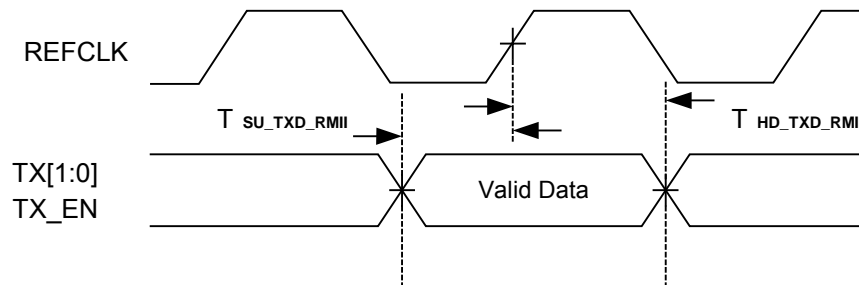 REFCLK
T SU_TXD_RMII
T HD_TXD_RMI
TX[1:0]
TX_EN
Valid Data